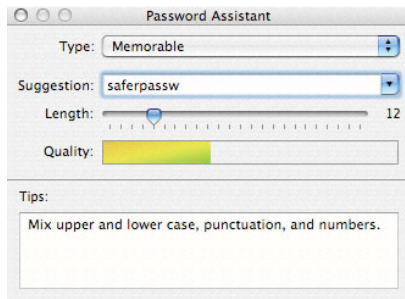 Password Assistant
Type: Memorable
Suggestion: saferpassw
Length: 12
Quality:
Tips:
Mix upper and lower case, punctuation, and numbers.